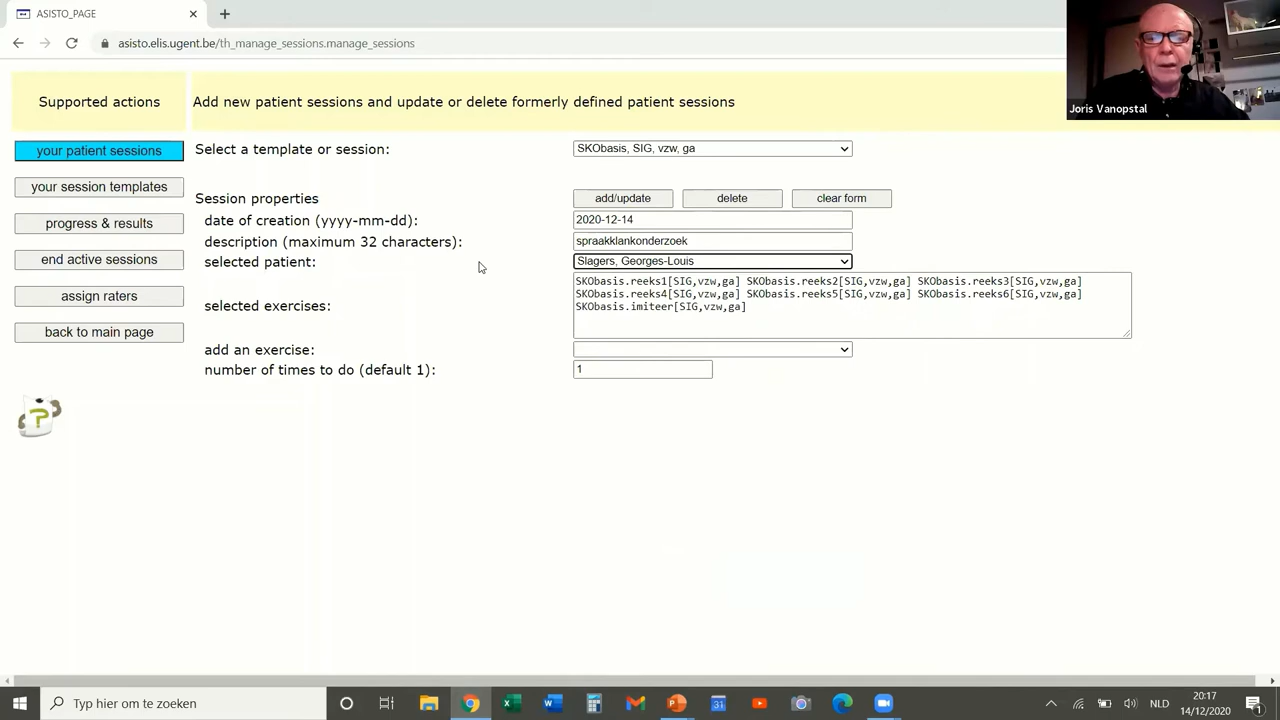 ASISTO_PAGE
asisto.elis.ugent.be/th_manage_sessions.manage_sessions
Joris Vanopstal
Supported actions
Add new patient sessions and update or delete formerly defined patient sessions
your patient sessions
Select a template or session:
SKObasis, SIG, vzw, ga
your session templates
Session properties
add/update
delete
clear form
progress & results
date of creation (yyyy-mm-dd):
2020-12-14
description (maximum 32 characters):
spraakklankonderzoek
end active sessions
selected patient:
Slagers, Georges-Louis
assign raters
selected exercises:
SKObasis.reeks1[SIG,vzw,ga] SKObasis.reeks2[SIG,vzw,ga] SKObasis.reeks3[SIG,vzw,ga]
SKObasis.reeks4[SIG,vzw,ga] SKObasis.reeks5[SIG,vzw,ga] SKObasis.reeks6[SIG,vzw,ga]
SKObasis.imiteer[SIG,vzw,ga]
back to main page
add an exercise:
number of times to do (default 1):
1
?
Typ hier om te zoeken
31
NLD
20:17
14/12/2020
1